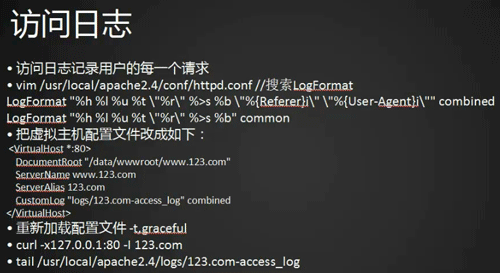 访问日志
• 访问日志记录用户的每一个请求
• vim /usr/local/apache2.4/conf/httpd.conf //搜索LogFormat
LogFormat "%h %l %u %t \"%r\" %>s %b \"%{Referer}i\" \"%{User-Agent}i\"" combined
LogFormat "%h %l %u %t \"%r\" %>s %b" common
• 把虚拟主机配置文件改成如下：
<VirtualHost *:80>
DocumentRoot "/data/wwwroot/www.123.com"
ServerName www.123.com
ServerAlias 123.com
CustomLog "logs/123.com-access_log" combined
</VirtualHost>
• 重新加载配置文件 -t,graceful
• curl -x127.0.0.1:80 -I 123.com
• tail /usr/local/apache2.4/logs/123.com-access_log